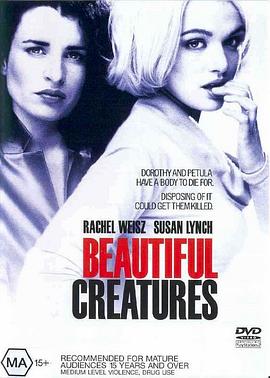 DOROTHY AND PETULA
HAVE A BODY TO DIE FOR.
DISPOSING OF IT
COULD GET THEM KILLED.
RACHEL WEISZ SUSAN LYNCH
BEAUTIFUL
CREATURES
DVD
VIDEO
MA 15+
RECOMMENDED FOR MATURE
AUDIENCES 15 YEARS AND OVER
MEDIUM LEVEL VIOLENCE, DRUG USE